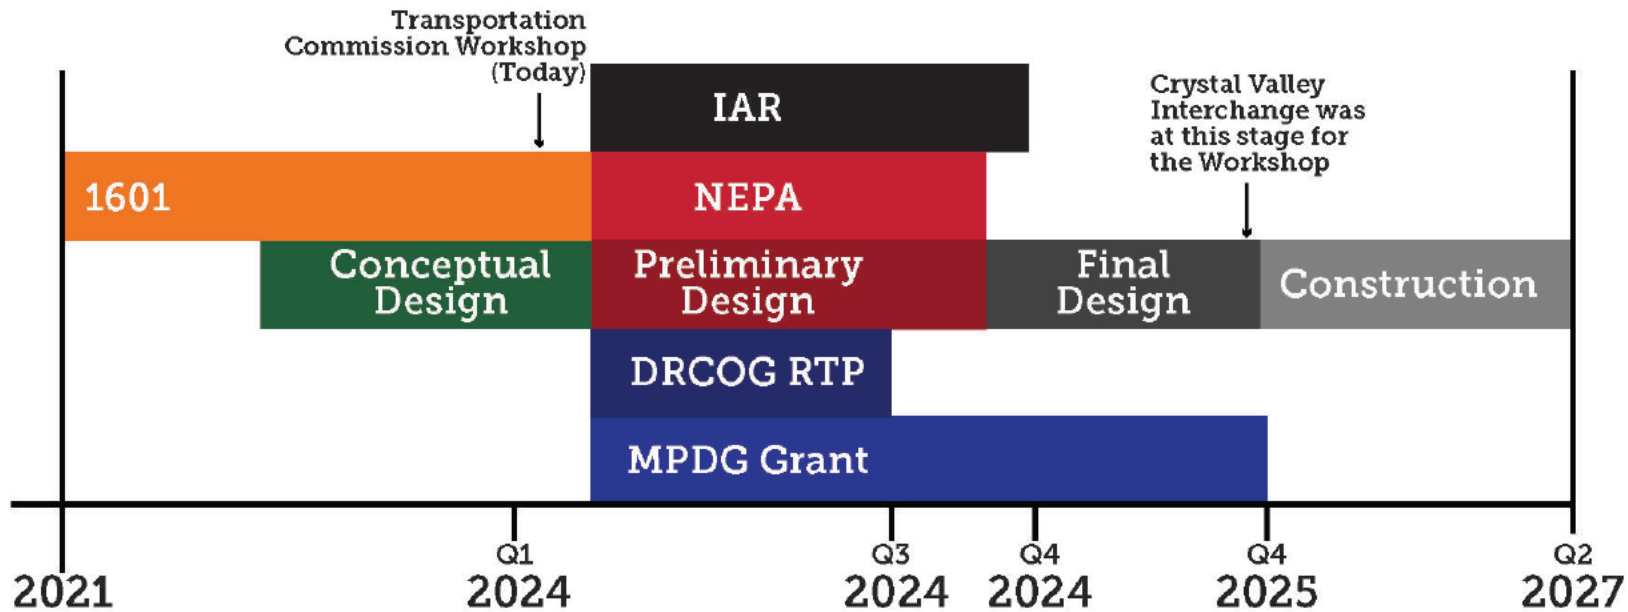 Transportation
Commission Workshop
(Today)
Crystal Valley
Interchange was
at this stage for
the Workshop
IAR
1601
NEPA
Conceptual
Design
Preliminary
Design
Final
Design
Construction
DRCOG RTP
MPDG Grant
2021
Q1
2024
Q3
2024
Q4
2024
Q4
2025
Q2
2027